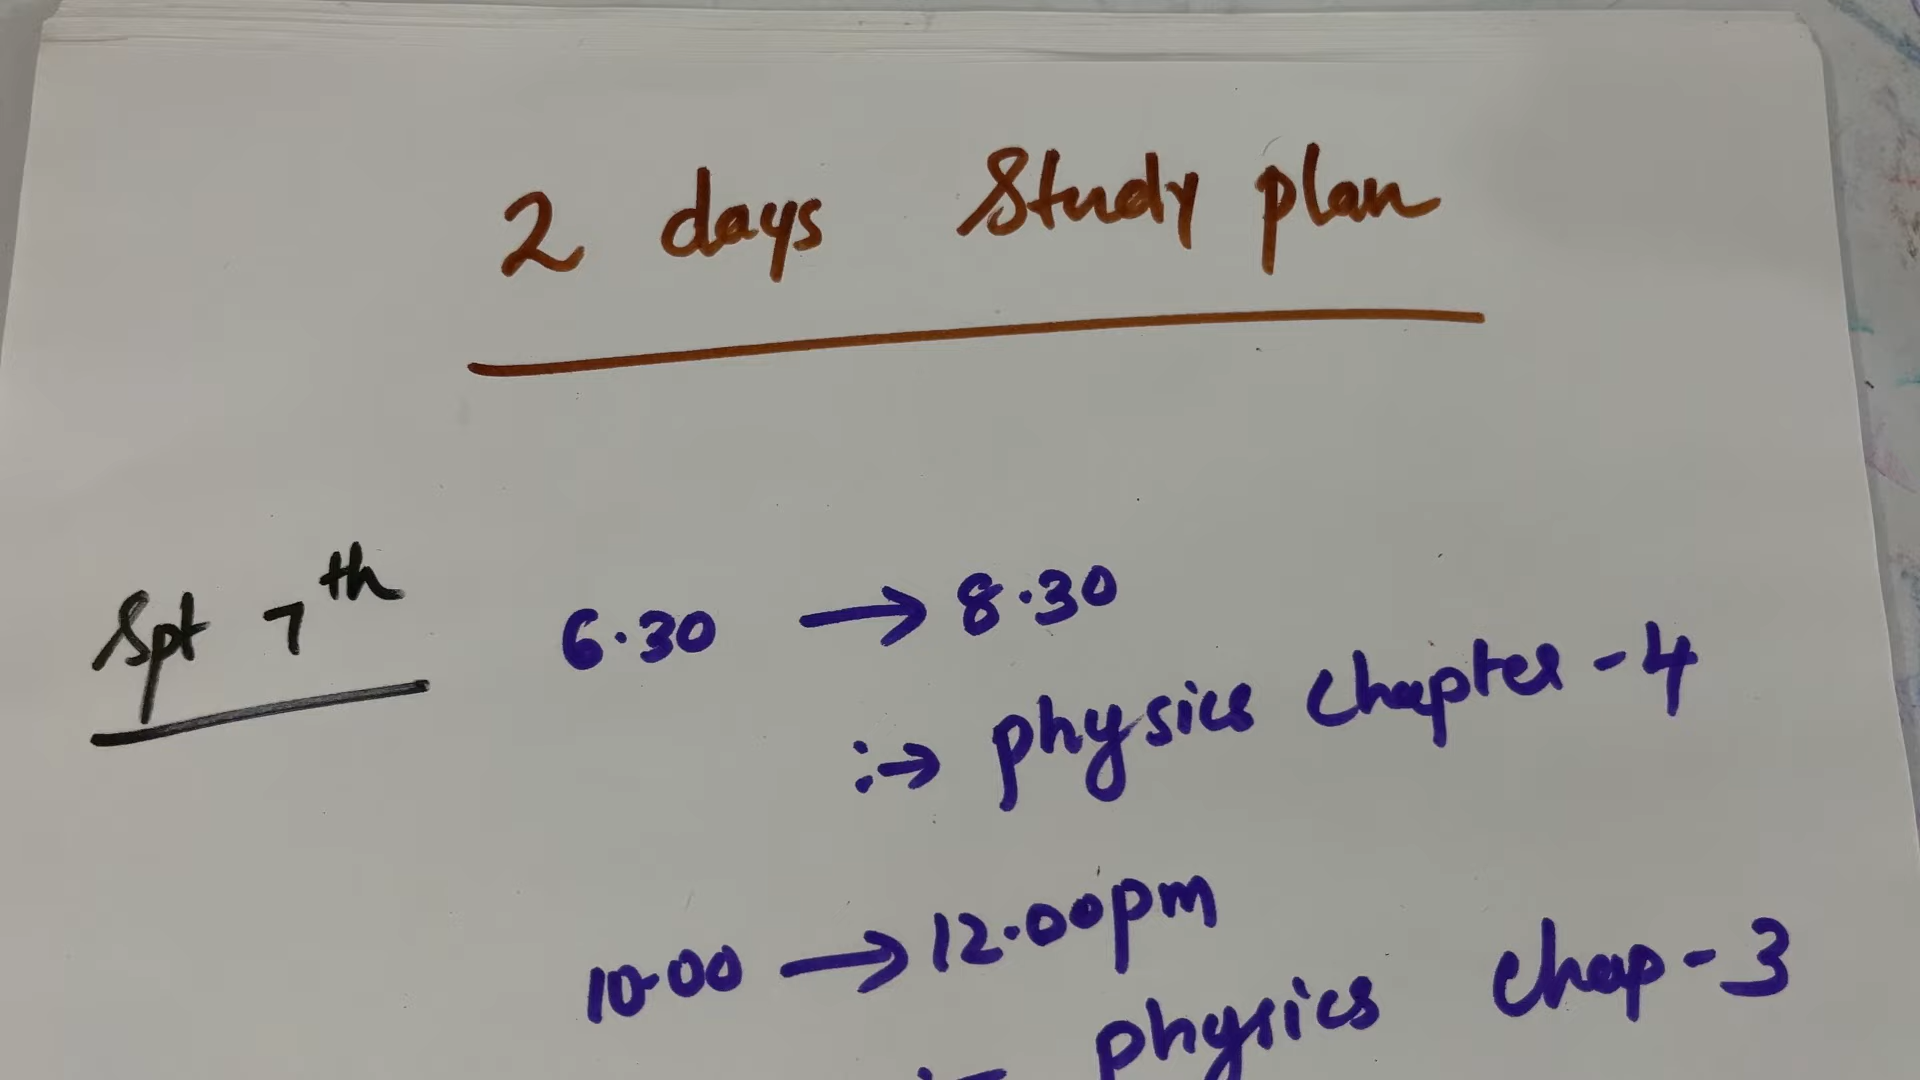 2 days Study plan
Spt 7th 6.30 → 8.30
:→ physics chapter - 4
10.00 → 12.00pm
physics chap - 3